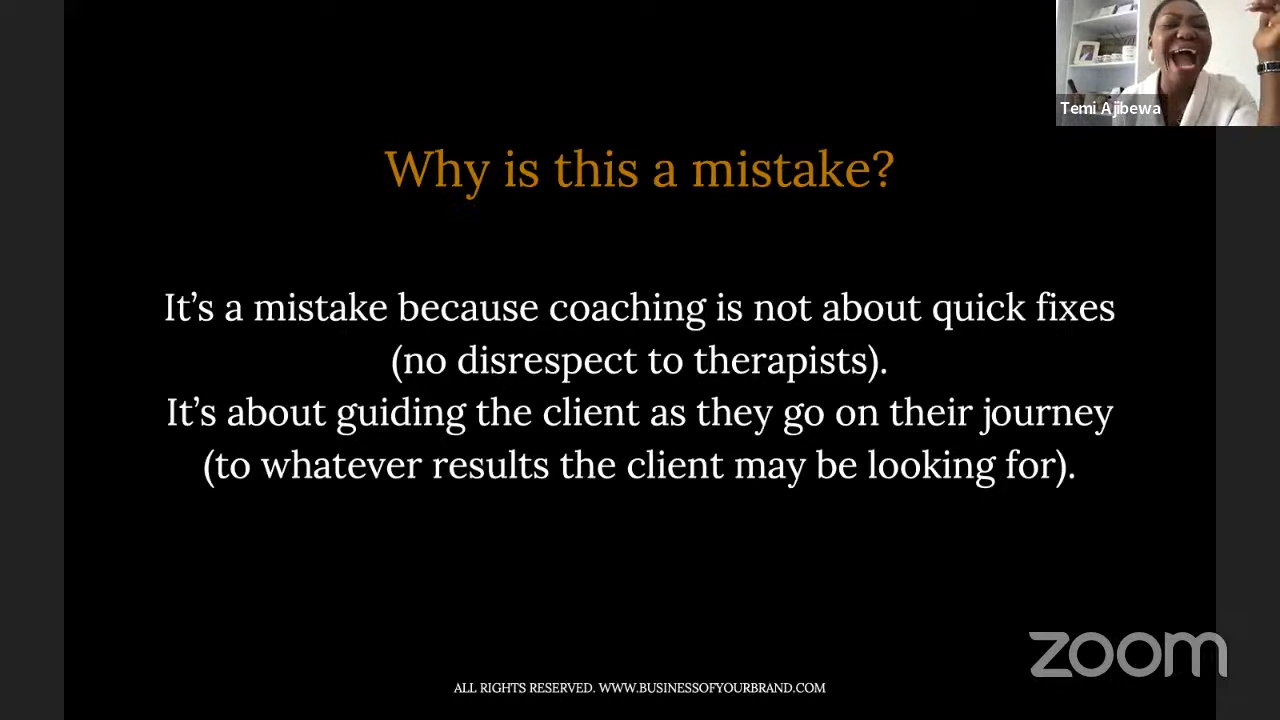 Temi Ajibewa
Why is this a mistake?
It’s a mistake because coaching is not about quick fixes
(no disrespect to therapists).
It’s about guiding the client as they go on their journey
(to whatever results the client may be looking for).
zoom
ALL RIGHTS RESERVED. WWW.BUSINESSOFYOURBRAND.COM